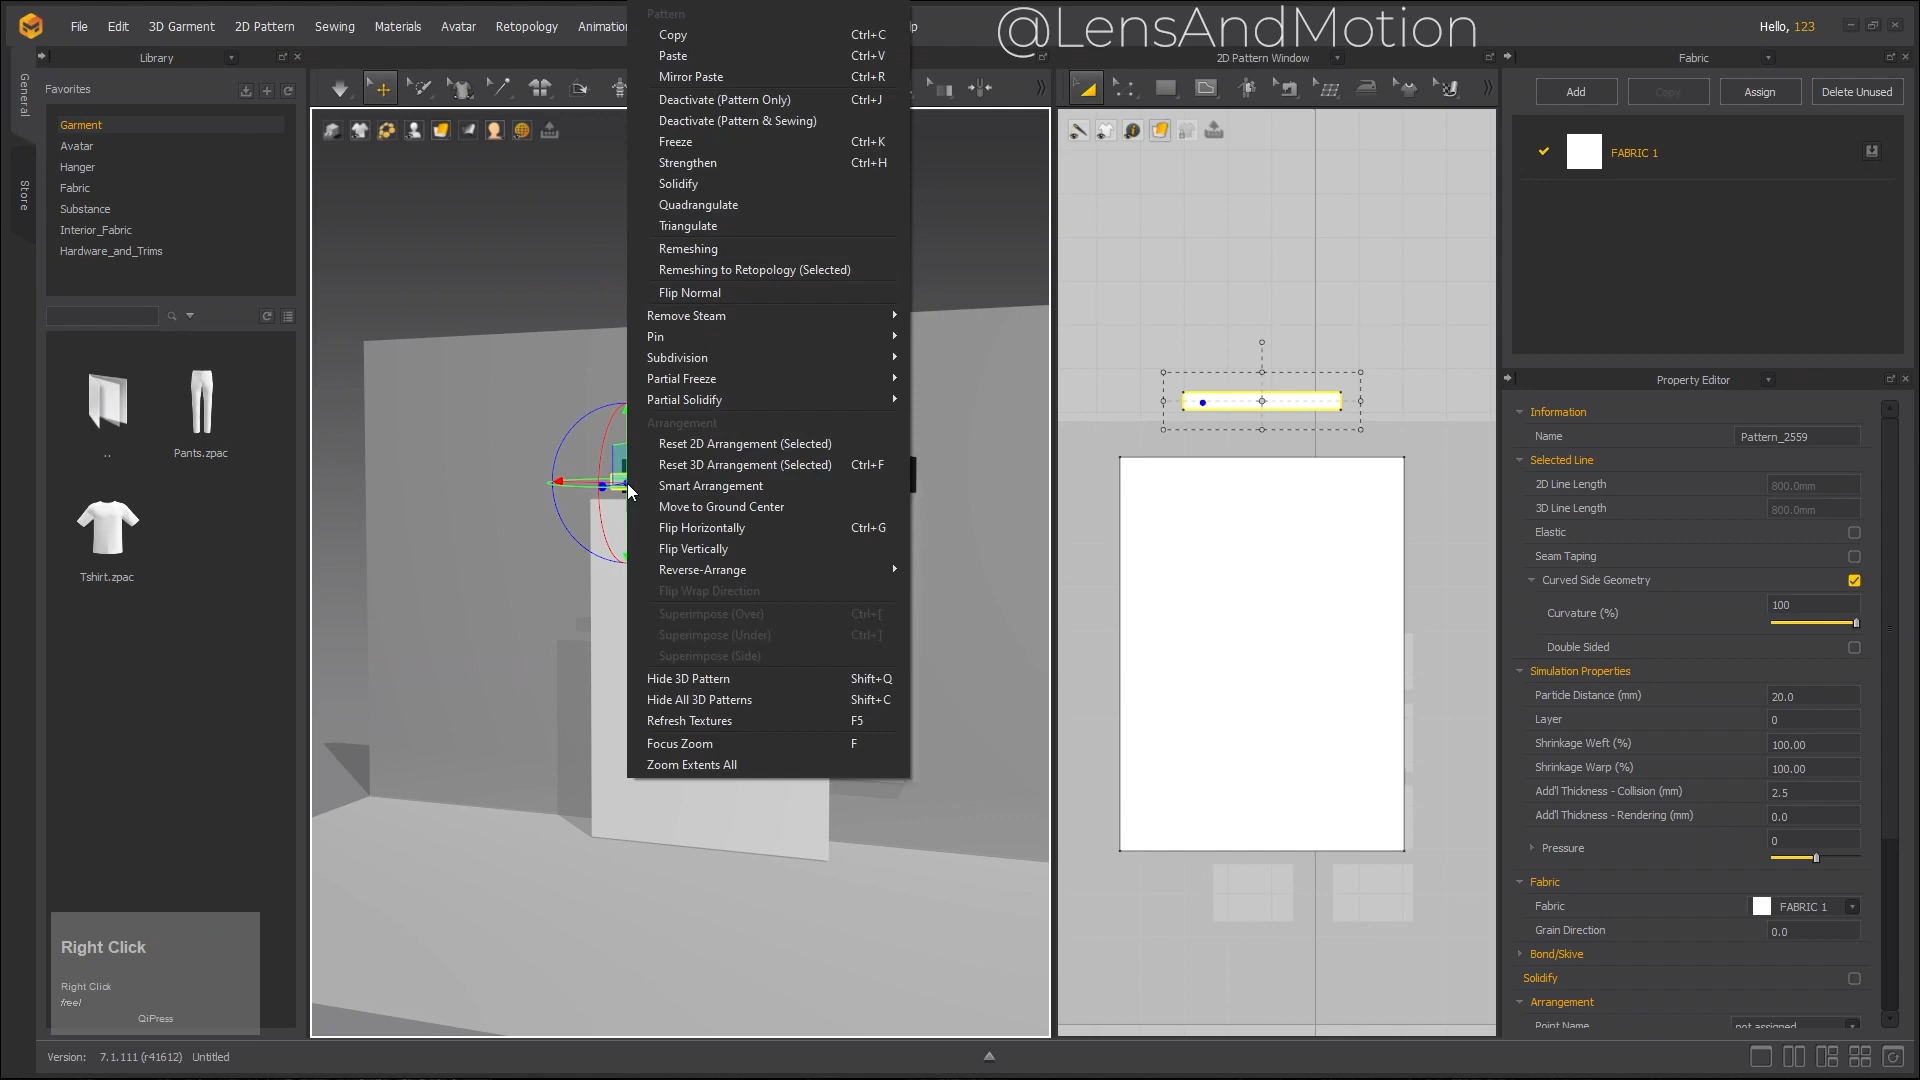 @LensAndMotion
File Edit 3D Garment 2D Pattern Sewing Materials Avatar Retopology Animation
Hello, 123
Library
General
Store
Favorites
Garment
Avatar
Hanger
Fabric
Substance
Interior_Fabric
Hardware_and_Trims
..
Pants.zpac
Tshirt.zpac
Right Click
Right Click
free!
QiPress
Pattern
Copy Ctrl+C
Paste Ctrl+V
Mirror Paste Ctrl+R
Deactivate (Pattern Only) Ctrl+J
Deactivate (Pattern & Sewing)
Freeze Ctrl+K
Strengthen Ctrl+H
Solidify
Quadrangulate
Triangulate
Remeshing
Remeshing to Retopology (Selected)
Flip Normal
Remove Steam
Pin
Subdivision
Partial Freeze
Partial Solidify
Arrangement
Reset 2D Arrangement (Selected)
Reset 3D Arrangement (Selected) Ctrl+F
Smart Arrangement
Move to Ground Center
Flip Horizontally Ctrl+G
Flip Vertically
Reverse-Arrange
Flip Wrap Direction
Superimpose (Over) Ctrl+[
Superimpose (Under) Ctrl+]
Superimpose (Side)
Hide 3D Pattern Shift+Q
Hide All 3D Patterns Shift+C
Refresh Textures F5
Focus Zoom F
Zoom Extents All
2D Pattern Window
Fabric
Add Copy Assign Delete Unused
FABRIC 1
Property Editor
Information
Name Pattern_2559
Selected Line
2D Line Length 800.0mm
3D Line Length 800.0mm
Elastic
Seam Taping
Curved Side Geometry
Curvature (%) 100
Double Sided
Simulation Properties
Particle Distance (mm) 20.0
Layer 0
Shrinkage Weft (%) 100.00
Shrinkage Warp (%) 100.00
Add'l Thickness - Collision (mm) 2.5
Add'l Thickness - Rendering (mm) 0.0
Pressure 0
Fabric
Fabric FABRIC 1
Grain Direction 0.0
Bond/Skive
Solidify
Arrangement
Point Name not assigned
Version: 7.1.111 (r41612) Untitled